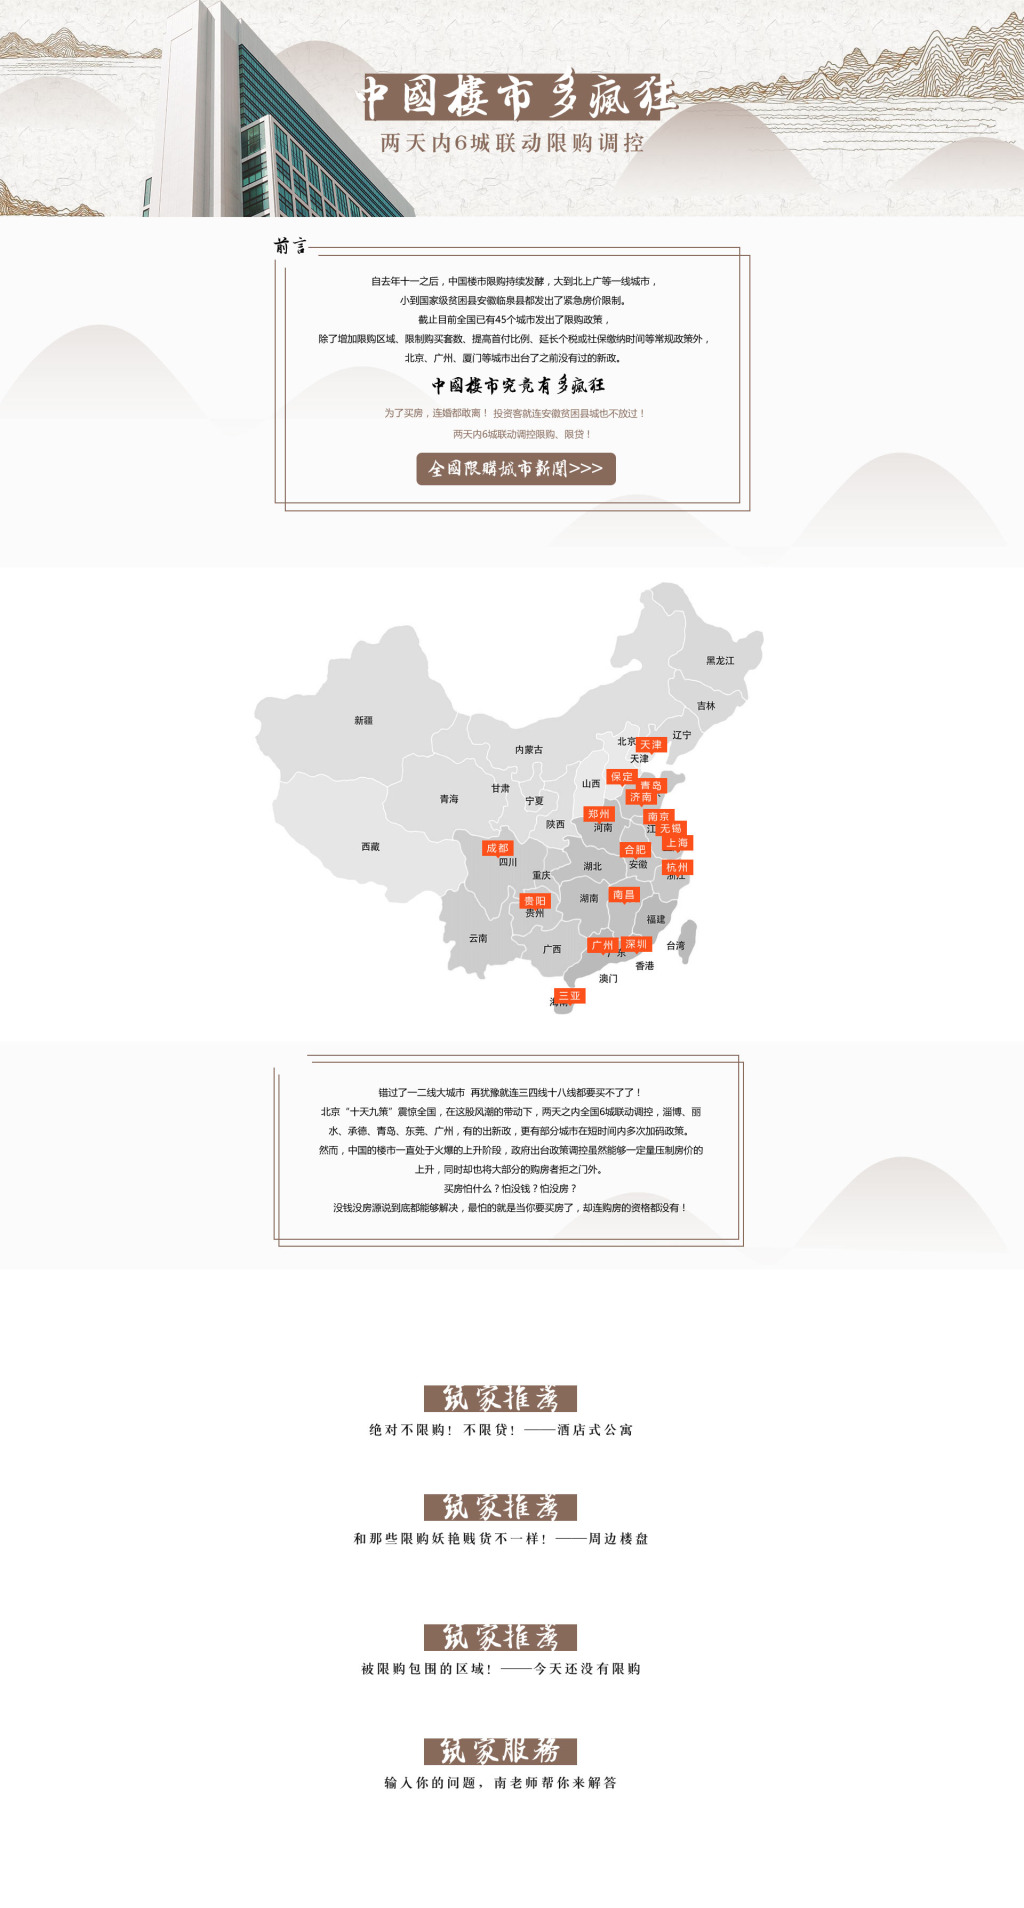 中國樓市多瘋狂
两天内6城联动限购调控
前言
自去年十一之后，中国楼市限购持续发酵，大到北上广等一线城市，
小到国家级贫困县安徽临泉县都发出了紧急房价限制。
截止目前全国已有45个城市发出了限购政策，
除了增加限购区域、限制购买套数、提高首付比例、延长个税或社保缴纳时间等常规政策外，
北京、广州、厦门等城市出台了之前没有过的新政。
中國樓市究竟有多瘋狂
为了买房，连婚都敢离！ 投资客就连安徽贫困县城也不放过！
两天内6城联动调控限购、限贷！
全國限購城市新聞>>>
黑龙江
吉林
新疆
辽宁
北京
天津
内蒙古
天津
保定
山西
青岛
甘肃
济南
青海
宁夏
郑州
南京
陕西
河南
江
无锡
上海
西藏
成都
合肥
四川
湖北
安徽
杭州
重庆
浙江
湖南
南昌
贵阳
贵州
福建
云南
广西
广州
深圳
台湾
广东
香港
澳门
三亚
海南
错过了一二线大城市 再犹豫就连三四线十八线都要买不了了！
北京“十天九策”震惊全国，在这股风潮的带动下，两天之内全国6城联动调控，淄博、丽
水、承德、青岛、东莞、广州，有的出新政，更有部分城市在短时间内多次加码政策。
然而，中国的楼市一直处于火爆的上升阶段，政府出台政策调控虽然能够一定量压制房价的
上升，同时却也将大部分的购房者拒之门外。
买房怕什么？怕没钱？怕没房？
没钱没房源说到底都能够解决，最怕的就是当你要买房了，却连购房的资格都没有！
筑家推薦
绝对不限购! 不限贷! ——酒店式公寓
筑家推薦
和那些限购妖艳贱货不一样! ——周边楼盘
筑家推薦
被限购包围的区域! ——今天还没有限购
筑家服務
输入你的问题，南老师帮你来解答